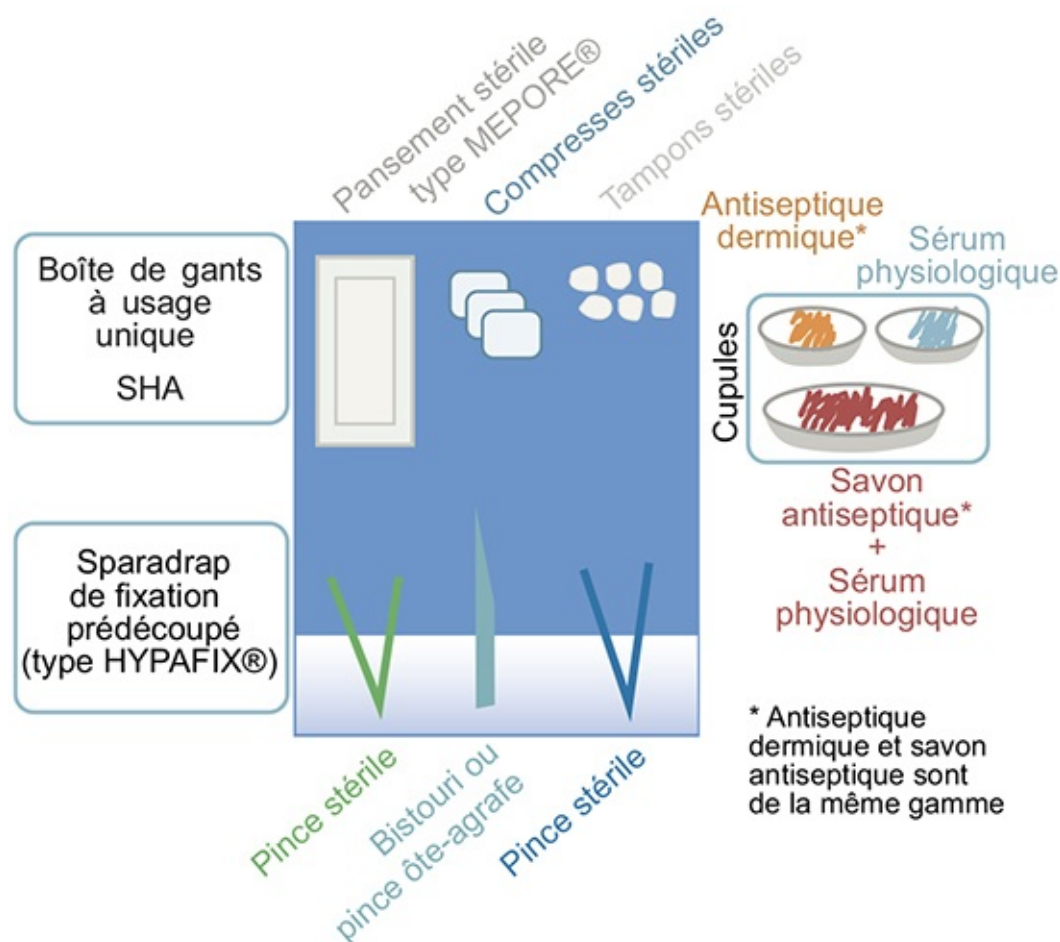 Pansement stérile
type MEPORE®
Compresses stériles
Tampons stériles
Boîte de gants
à usage
unique
SHA
Antiseptique
dermique*
Sérum
physiologique
Cupules
Savon
antiseptique*
+
Sérum
physiologique
Sparadrap
de fixation
prédécoupé
(type HYPAFIX®)
Pince stérile
Bistouri ou
pince ôte-agrafe
Pince stérile
* Antiseptique
dermique et savon
antiseptique sont
de la même gamme